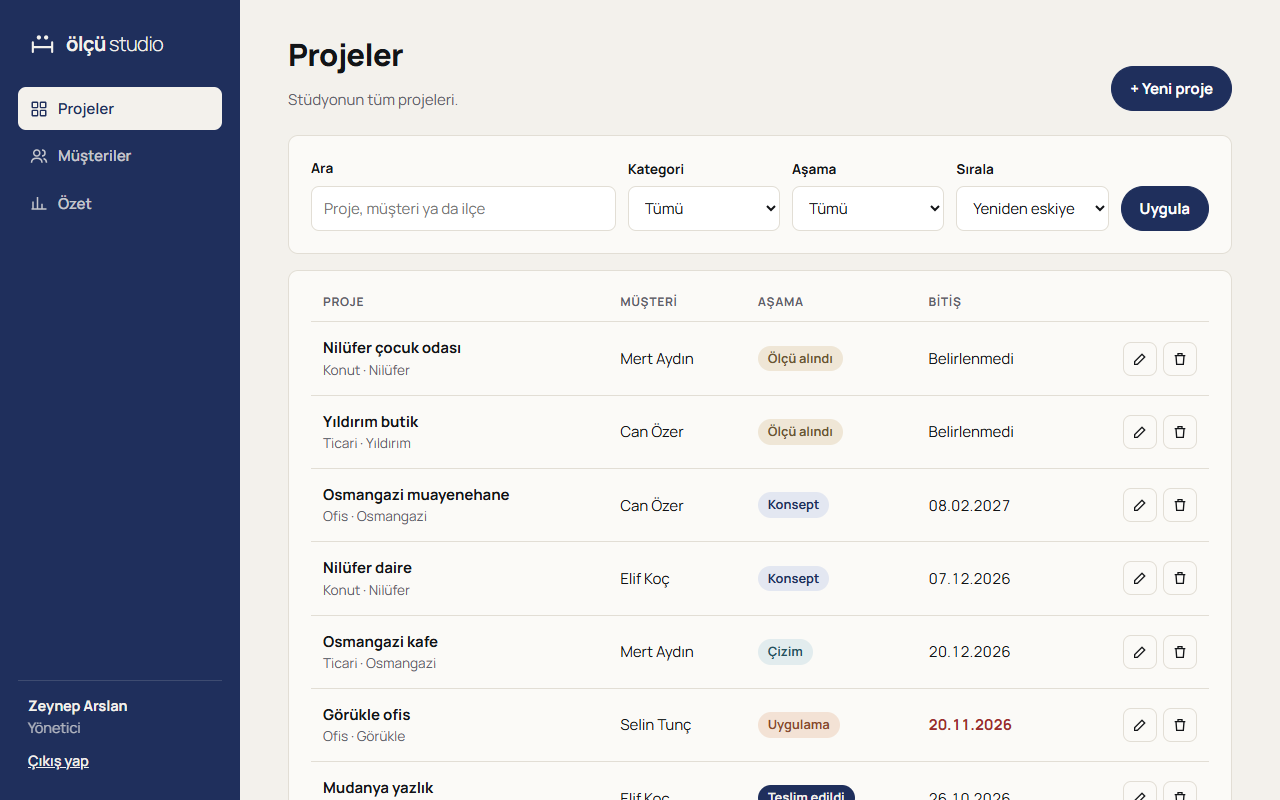 ölçü studio
Projeler
Müşteriler
Özet
Zeynep Arslan
Yönetici
Çıkış yap
Projeler
Stüdyonun tüm projeleri.
+ Yeni proje
Ara
Kategori
Aşama
Sırala
Proje, müşteri ya da ilçe
Tümü
Tümü
Yeniden eskiye
Uygula
PROJE MÜŞTERİ AŞAMA BİTİŞ
Nilüfer çocuk odası
Konut · Nilüfer
Mert Aydın
Ölçü alındı
Belirlenmedi
Yıldırım butik
Ticari · Yıldırım
Can Özer
Ölçü alındı
Belirlenmedi
Osmangazi muayenehane
Ofis · Osmangazi
Can Özer
Konsept
08.02.2027
Nilüfer daire
Konut · Nilüfer
Elif Koç
Konsept
07.12.2026
Osmangazi kafe
Ticari · Osmangazi
Mert Aydın
Çizim
20.12.2026
Görükle ofis
Ofis · Görükle
Selin Tunç
Uygulama
20.11.2026
Mudanya yazlık
Elif Koç
Teslim edildi
26.10.2026